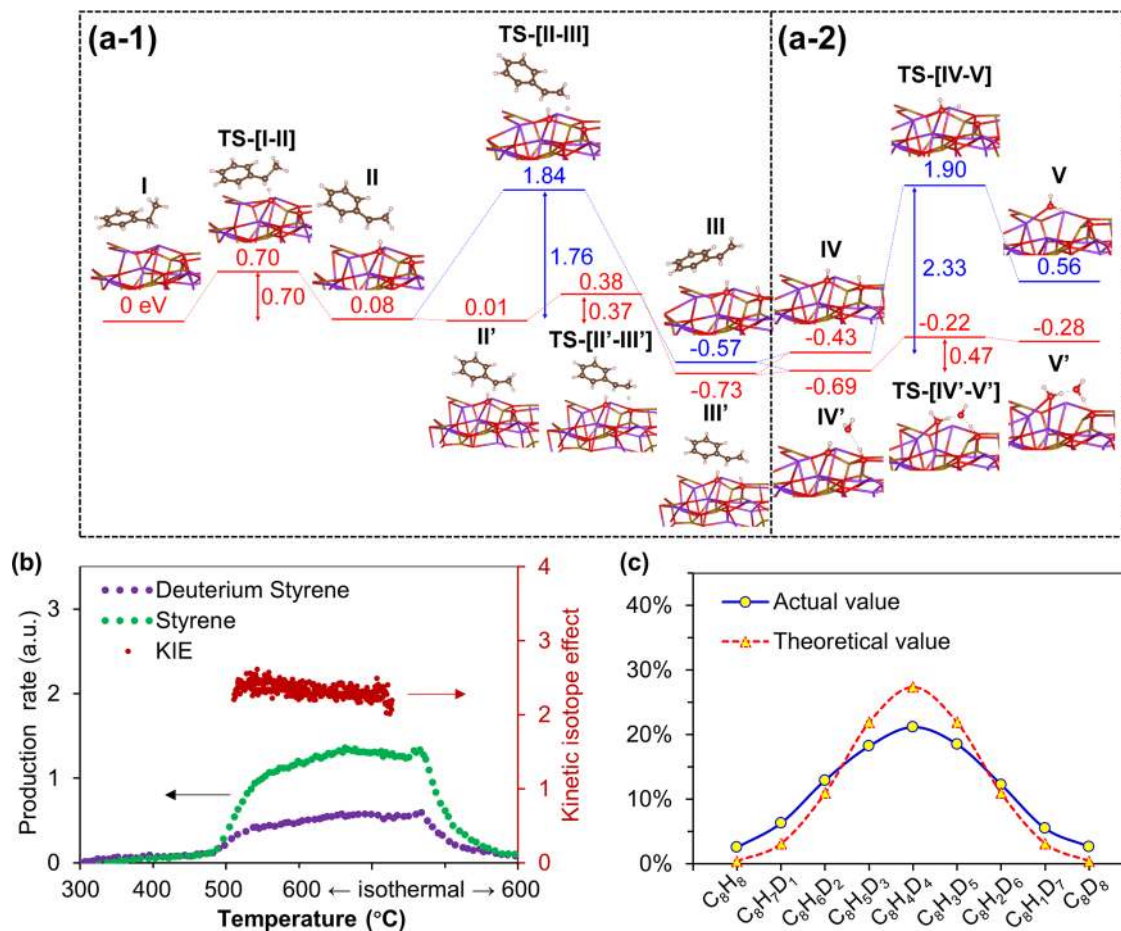 (a-1)
TS-[II-III]
(a-2)
TS-[IV-V]
TS-[I-II]
I
II
1.84
1.90
V
III
IV
0.70
0.56
1.76
2.33
0 eV
0.70
0.08
0.01
0.38
0.37
-0.57
-0.43
-0.22
-0.28
II'
TS-[II'-III']
-0.73
-0.69
0.47
V'
III'
IV'
TS-[IV'-V']
(b)
Deuterium Styrene
Styrene
KIE
Production rate (a.u.)
3
2
1
0
4
3
2
1
0
Kinetic isotope effect
300 400 500 600 ← isothermal → 600
Temperature (°C)
(c)
Actual value
Theoretical value
40%
30%
20%
10%
0%
C₈H₈
C₈H₇D₁
C₈H₆D₂
C₈H₅D₃
C₈H₄D₄
C₈H₃D₅
C₈H₂D₆
C₈H₁D₇
C₈D₈